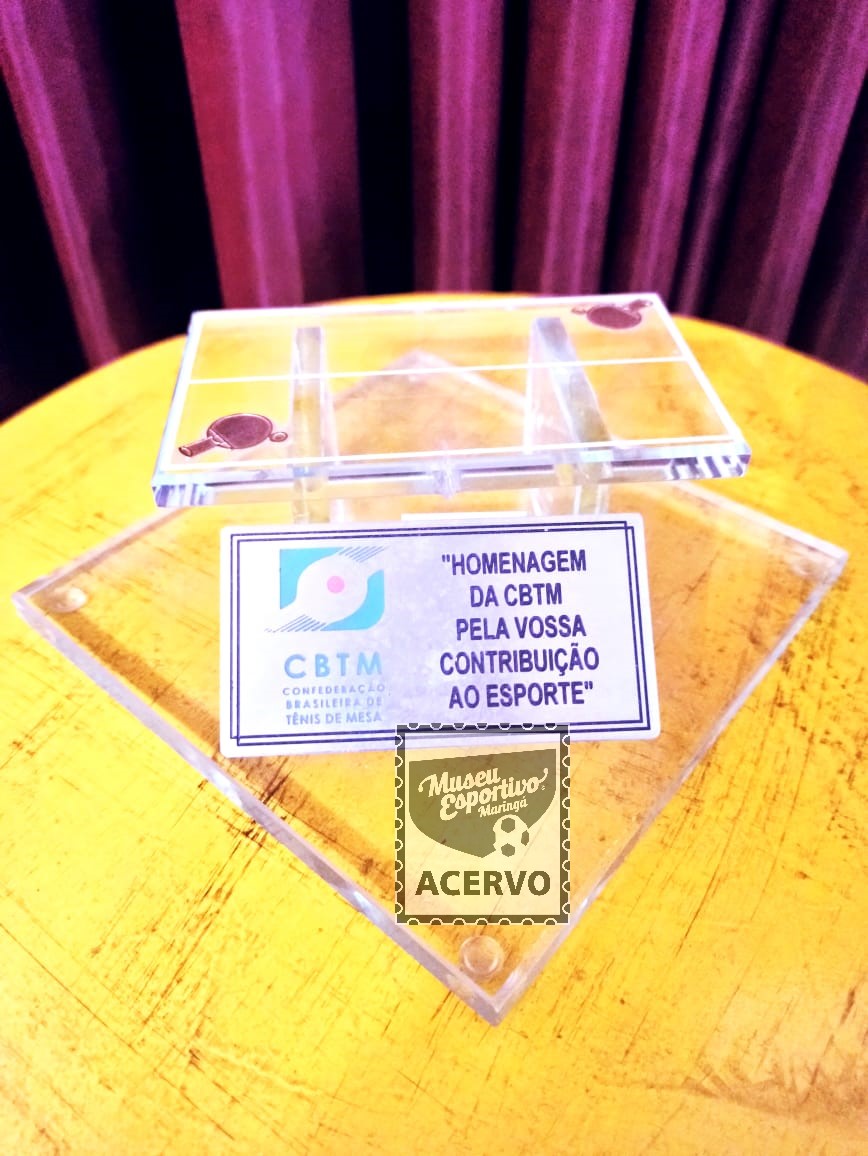 CBTM
CONFEDERAÇÃO
BRASILEIRA DE
TÊNIS DE MESA
"HOMENAGEM
DA CBTM
PELA VOSSA
CONTRIBUIÇÃO
AO ESPORTE"
Museu
Esportivo
Maringá
ACERVO